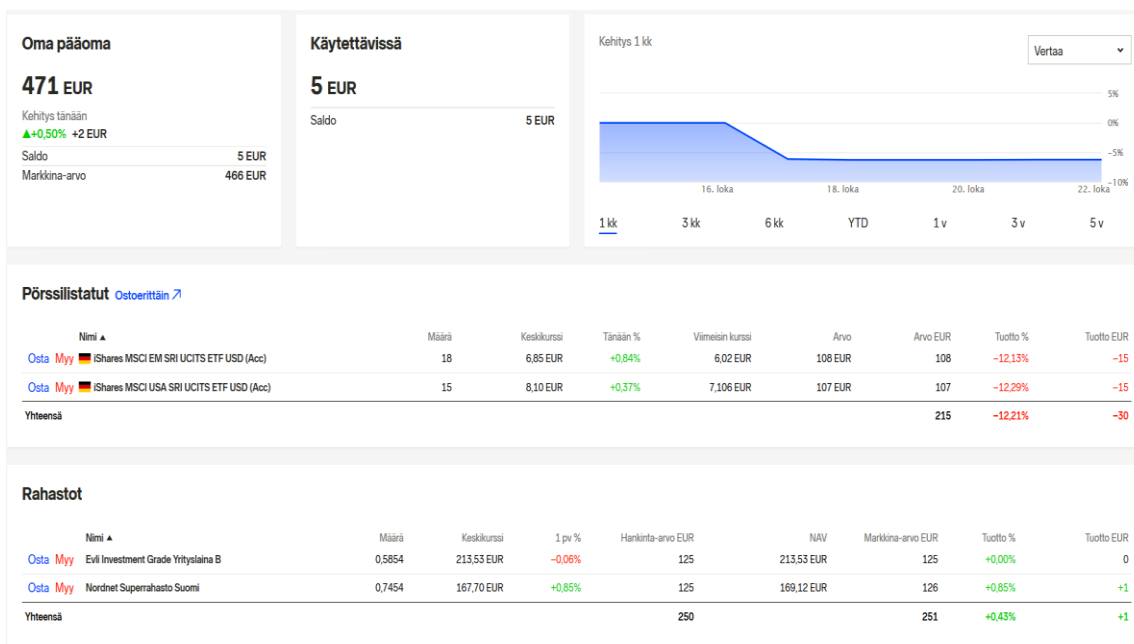 Oma pääoma
471 EUR
Kehitys tänään
▲+0,50% +2 EUR
Saldo 5 EUR
Markkina-arvo 466 EUR
Käytettävissä
5 EUR
Saldo 5 EUR
Kehitys 1 kk
Vertaa
5%
0%
−5%
−10%
16. loka 18. loka 20. loka 22. loka
1 kk 3 kk 6 kk YTD 1 v 3 v 5 v
Pörssilistatut Ostoerittäin ↗
Nimi ▲ Määrä Keskikurssi Tänään % Viimeisin kurssi Arvo Arvo EUR Tuotto % Tuotto EUR
Osta Myy iShares MSCI EM SRI UCITS ETF USD (Acc) 18 6,85 EUR +0,84% 6,02 EUR 108 EUR 108 −12,13% −15
Osta Myy iShares MSCI USA SRI UCITS ETF USD (Acc) 15 8,10 EUR +0,37% 7,106 EUR 107 EUR 107 −12,29% −15
Yhteensä 215 −12,21% −30
Rahastot
Nimi ▲ Määrä Keskikurssi 1 pv % Hankinta-arvo EUR NAV Markkina-arvo EUR Tuotto % Tuotto EUR
Osta Myy Evli Investment Grade Yrityslaina B 0,5854 213,53 EUR −0,06% 125 213,53 EUR 125 +0,00% 0
Osta Myy Nordnet Superrahasto Suomi 0,7454 167,70 EUR +0,85% 125 169,12 EUR 126 +0,85% +1
Yhteensä 250 251 +0,43% +1